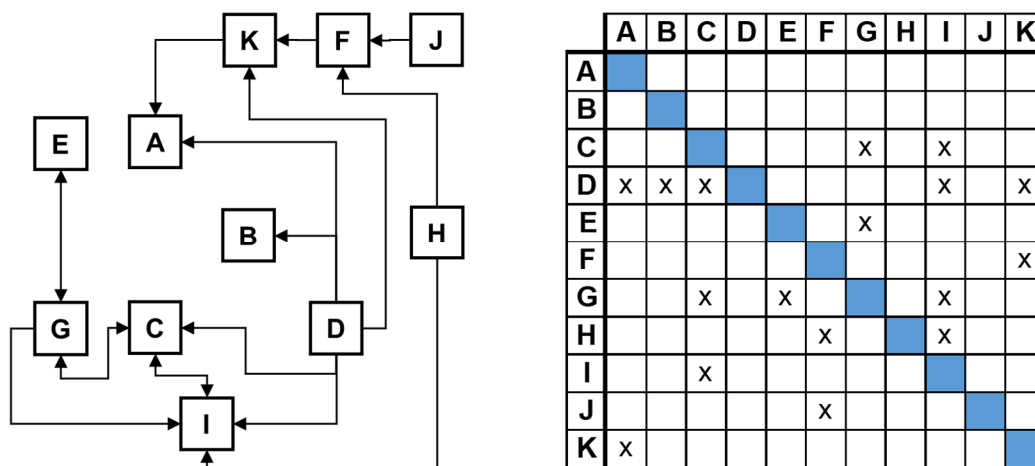 K F J
E A
B H
G C D
I
A B C D E F G H I J K
A
B
C x x
D x x x x x
E x
F x
G x x x
H x x
I x
J x
K x